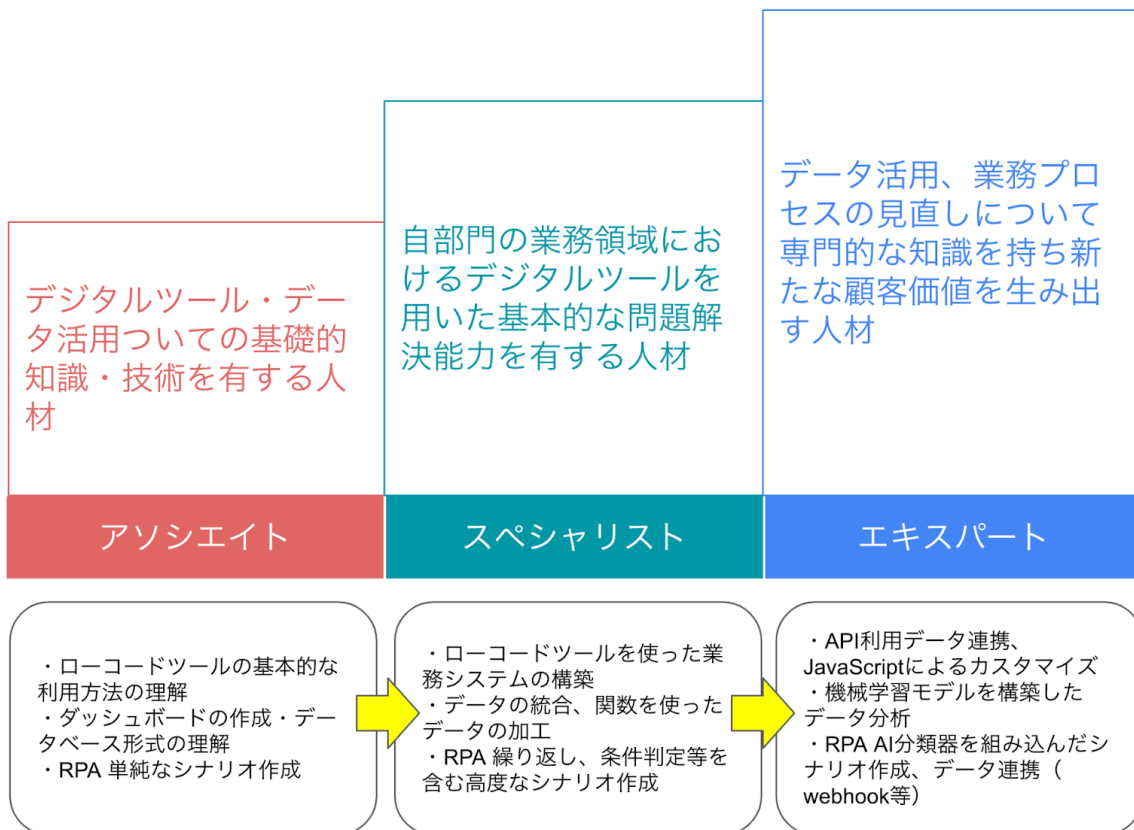 デジタルツール・デー
タ活用ついての基礎的
知識・技術を有する人
材
自部門の業務領域にお
けるデジタルツールを
用いた基本的な問題解
決能力を有する人材
データ活用、業務プロ
セスの見直しについて
専門的な知識を持ち新
たな顧客価値を生み出
す人材
アソシエイト
スペシャリスト
エキスパート
・ローコードツールの基本的な
利用方法の理解
・ダッシュボードの作成・デー
タベース形式の理解
・RPA 単純なシナリオ作成
・ローコードツールを使った業
務システムの構築
・データの統合、関数を使った
データの加工
・RPA 繰り返し、条件判定等を
含む高度なシナリオ作成
・API利用データ連携、
JavaScriptによるカスタマイズ
・機械学習モデルを構築した
データ分析
・RPA AI分類器を組み込んだシ
ナリオ作成、データ連携（
webhook等）